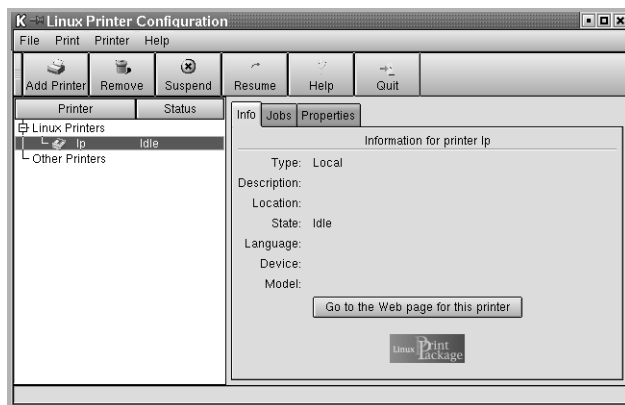 K Linux Printer Configuration
File Print Printer Help
Add Printer Remove Suspend Resume Help Quit
Printer Status
Linux Printers
lp Idle
Other Printers
Info Jobs Properties
Information for printer lp
Type: Local
Description:
Location:
State: Idle
Language:
Device:
Model:
Go to the Web page for this printer
Linux Print Package